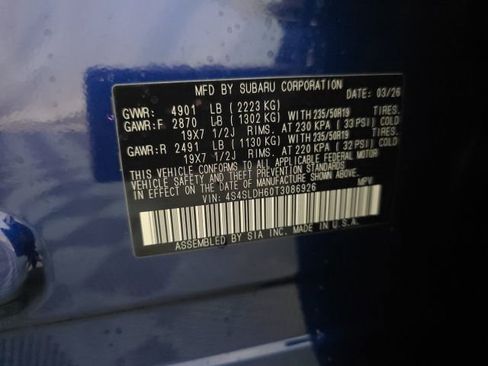 MFD BY SUBARU CORPORATION
DATE: 03/26
GVWR: 4901 LB (2223 KG)
GAWR:F 2870 LB (1302 KG) WITH 235/50R19 TIRES.
19X7 1/2J RIMS. AT 230 KPA (33 PSI) COLD
GAWR:R 2491 LB (1130 KG) WITH 235/50R19 TIRES.
19X7 1/2J RIMS. AT 220 KPA (32 PSI) COLD
THIS VEHICLE CONFORMS TO ALL APPLICABLE FEDERAL MOTOR
VEHICLE SAFETY AND THEFT PREVENTION STANDARDS
IN EFFECT ON THE DATE OF MANUFACTURE SHOWN ABOVE.
VIN: 4S4SLDH60T3086926 MPV
ASSEMBLED BY SIA INC. MADE IN U.S.A.